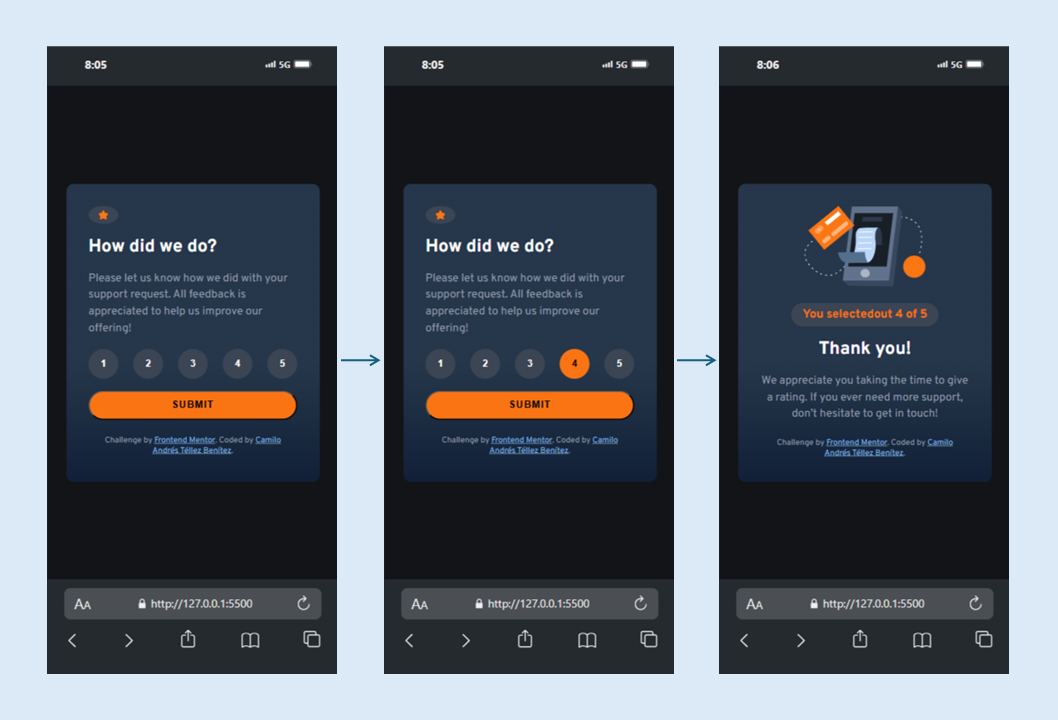 8:05
5G
How did we do?
Please let us know how we did with your
support request. All feedback is
appreciated to help us improve our
offering!
1 2 3 4 5
SUBMIT
Challenge by Frontend Mentor. Coded by Camilo
Andrés Téllez Benítez.
AA http://127.0.0.1:5500
8:05
5G
How did we do?
Please let us know how we did with your
support request. All feedback is
appreciated to help us improve our
offering!
1 2 3 4 5
SUBMIT
Challenge by Frontend Mentor. Coded by Camilo
Andrés Téllez Benítez.
AA http://127.0.0.1:5500
8:06
5G
You selectedout 4 of 5
Thank you!
We appreciate you taking the time to give
a rating. If you ever need more support,
don't hesitate to get in touch!
Challenge by Frontend Mentor. Coded by Camilo
Andrés Téllez Benítez.
AA http://127.0.0.1:5500